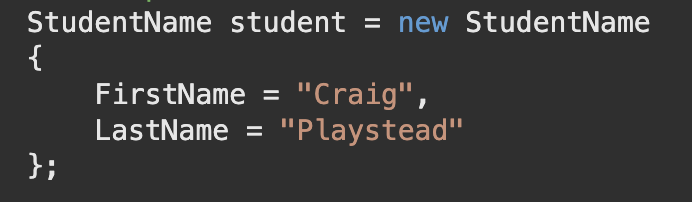 StudentName student = new StudentName
{
    FirstName = "Craig",
    LastName = "Playstead"
};